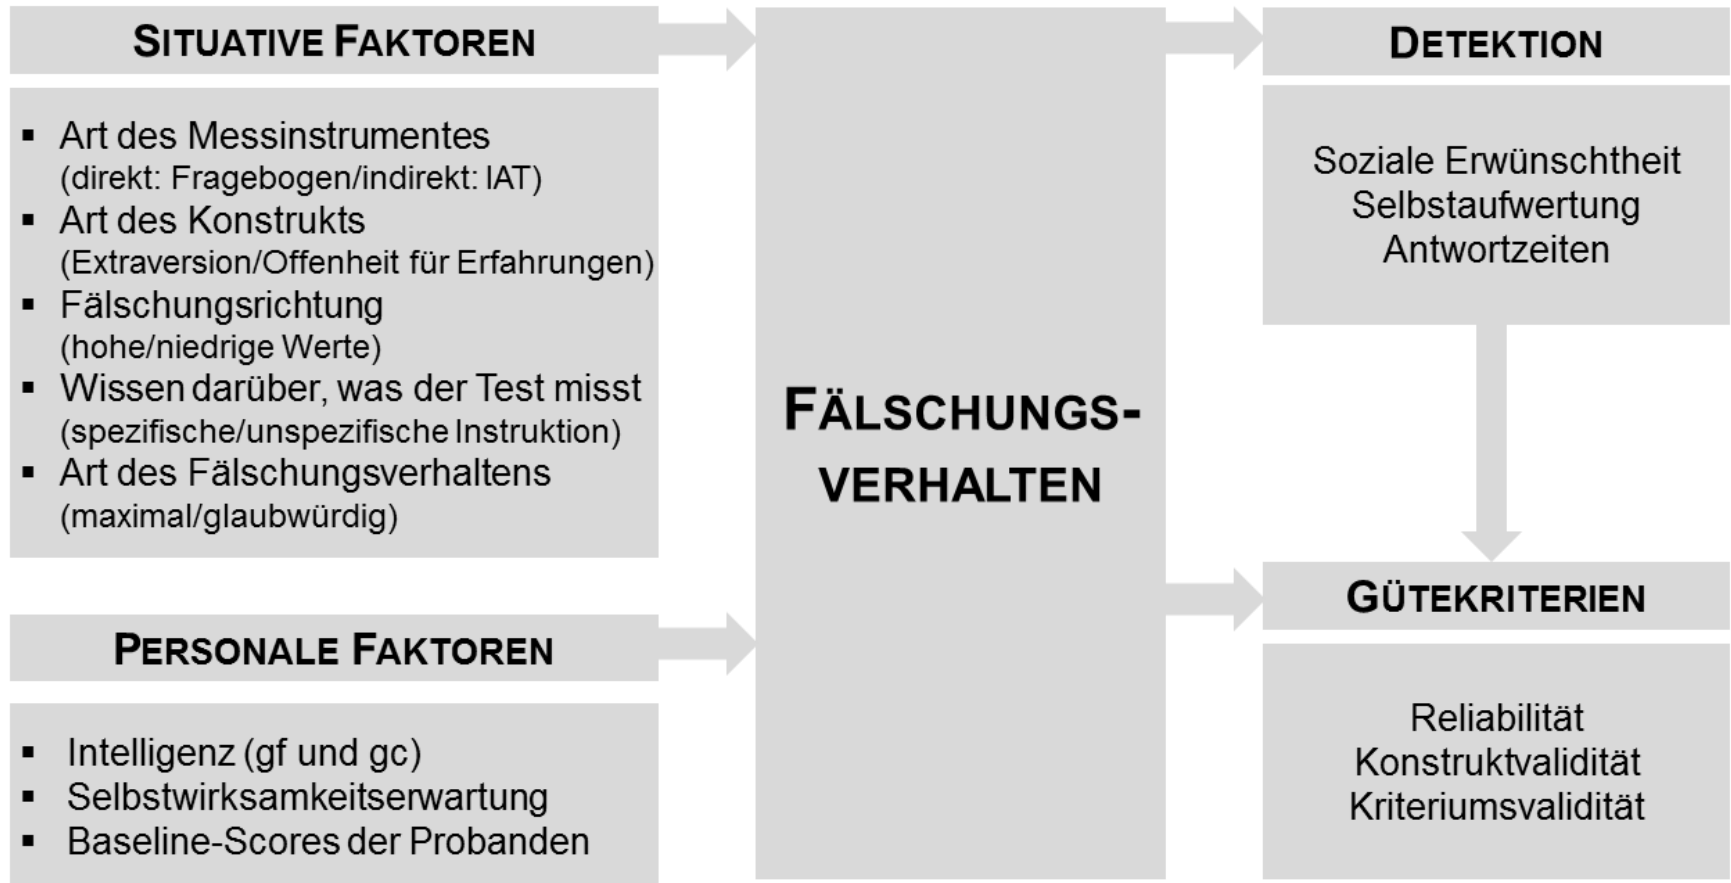 SITUATIVE FAKTOREN
▪ Art des Messinstrumentes
(direkt: Fragebogen/indirekt: IAT)
▪ Art des Konstrukts
(Extraversion/Offenheit für Erfahrungen)
▪ Fälschungsrichtung
(hohe/niedrige Werte)
▪ Wissen darüber, was der Test misst
(spezifische/unspezifische Instruktion)
▪ Art des Fälschungsverhaltens
(maximal/glaubwürdig)
PERSONALE FAKTOREN
▪ Intelligenz (gf und gc)
▪ Selbstwirksamkeitserwartung
▪ Baseline-Scores der Probanden
FÄLSCHUNGS-
VERHALTEN
DETEKTION
Soziale Erwünschtheit
Selbstaufwertung
Antwortzeiten
GÜTEKRITERIEN
Reliabilität
Konstruktvalidität
Kriteriumsvalidität